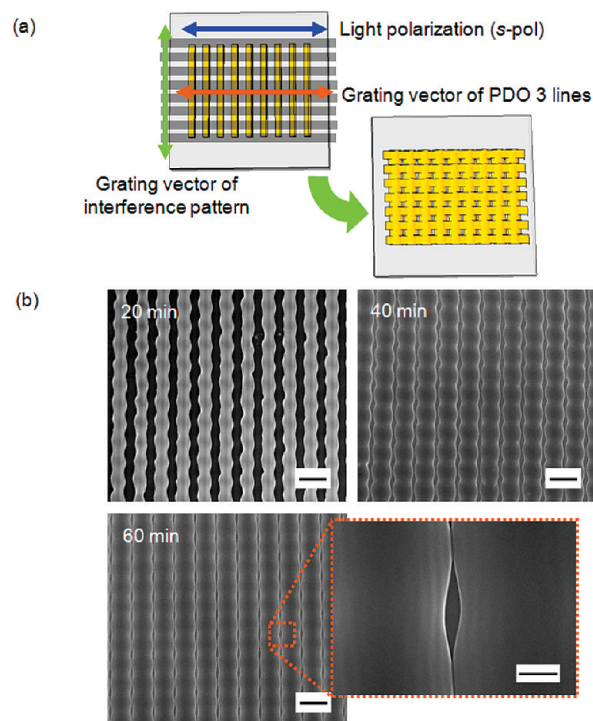 (a)
Light polarization (s-pol)
Grating vector of PDO 3 lines
Grating vector of
interference pattern
(b)
20 min
40 min
60 min